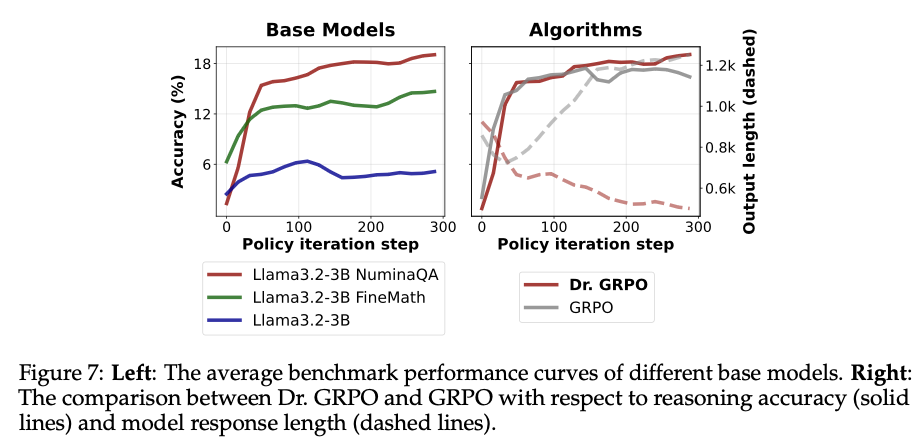 Base Models
Algorithms
Accuracy (%)
18
12
6
0
100
200
300
Policy iteration step
0
100
200
300
Policy iteration step
1.2k
1.0k
0.8k
0.6k
Output length (dashed)
Llama3.2-3B NuminaQA
Llama3.2-3B FineMath
Llama3.2-3B
Dr. GRPO
GRPO
Figure 7: Left: The average benchmark performance curves of different base models. Right:
The comparison between Dr. GRPO and GRPO with respect to reasoning accuracy (solid
lines) and model response length (dashed lines).